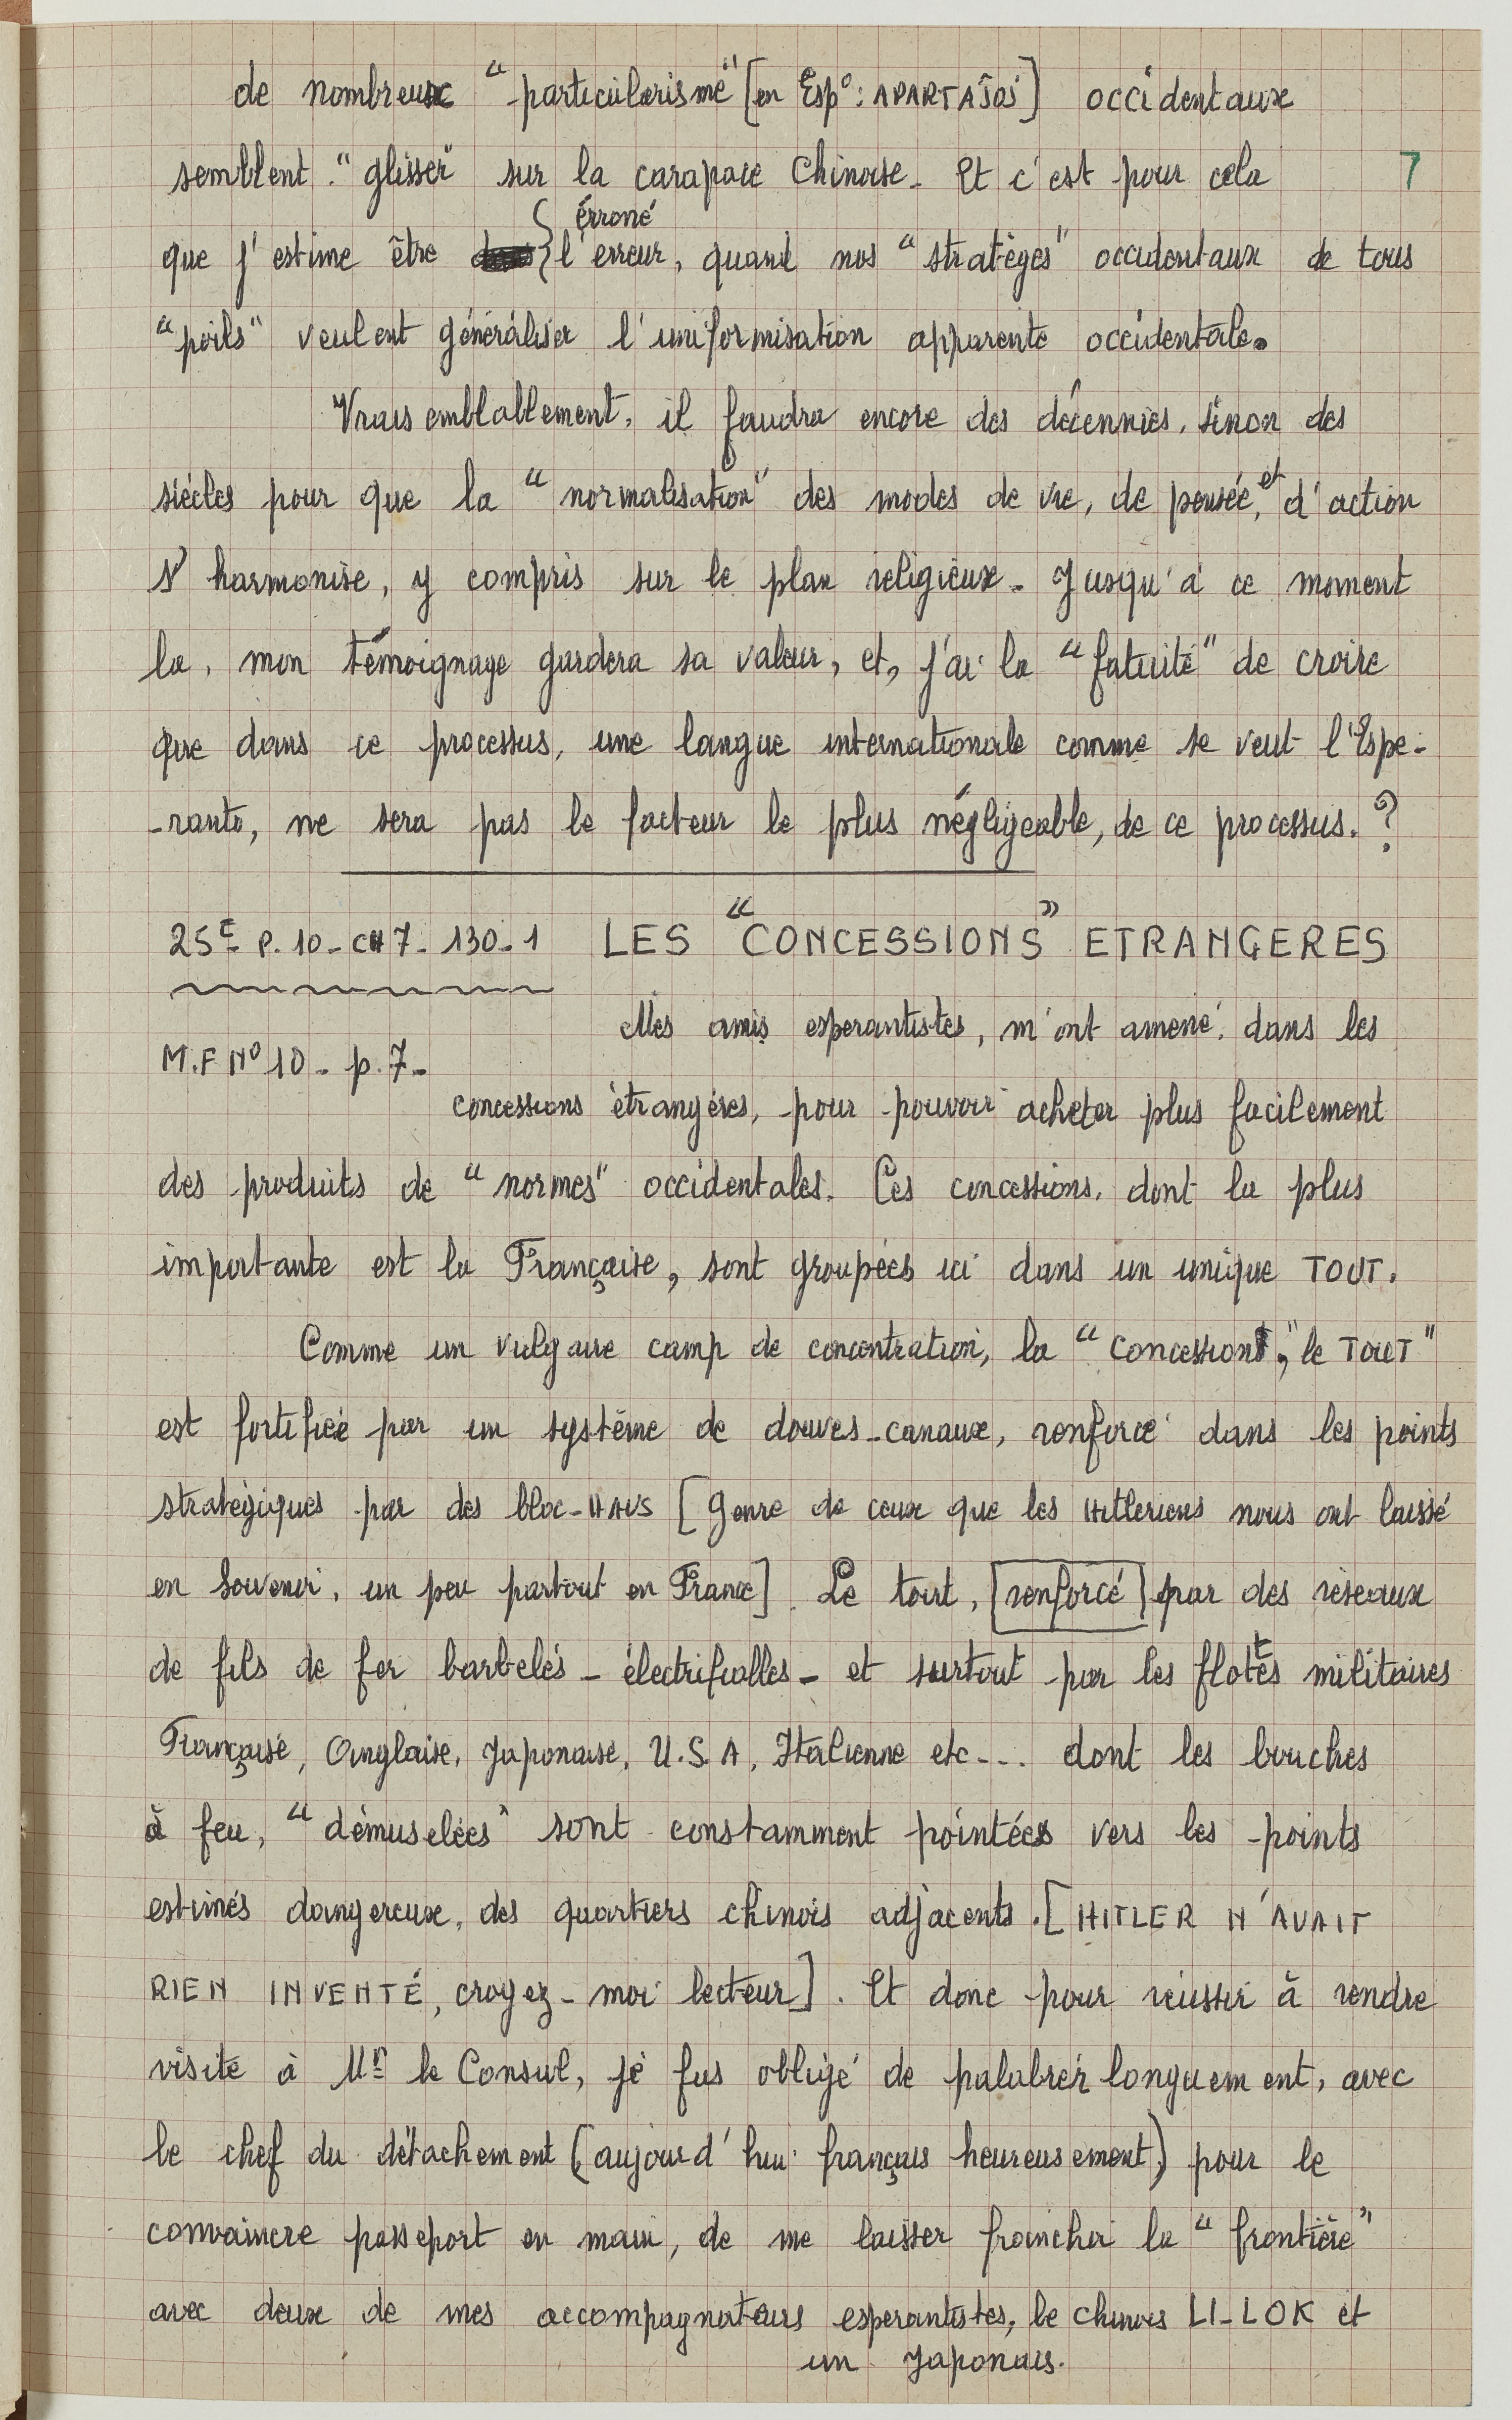 de nombreux "particularisme" [en Esp° : APARTAĴOJ] occidentaux
semblent "glisser" sur la carapace Chinoise - Et c'est pour cela
7
érroné
que j'estime être { l'erreur, quand nos "stratèges" occidentaux de tous
"poils" veulent généraliser l'uniformisation apparente occidentale.
Vraisemblablement, il faudra encore des décennies, sinon des
siécles pour que la "normalisation" des modes de vie, de pensée, et d'action
s'harmonise, y compris sur le plan religieux - Jusqu'à ce moment
la, mon témoignage gardera sa valeur, et, j'ai la "fatuité" de croire
que dans ce processus, une langue internationale comme se veut l'Espe-
-ranto, ne sera pas le facteur le plus négligeable, de ce processus. ?
25E P. 10 - CH 7 - 130 - 1 LES "CONCESSIONS" ETRANGERES
Mes amis esperantistes, m'ont amené dans les
M.F N° 10 - p. 7 -
concessions étrangéres, pour pouvoir acheter plus facilement
des produits de "normes" occidentales. Ces concessions, dont la plus
importante est la Française, sont groupées ici dans un unique TOUT.
Comme un vulgaire camp de concentration, la "Concession", "le TOUT"
est fortifiée par un système de douves-canaux, renforcé dans les points
stratégiques par des bloc-HAUS [genre de ceux que les Hitleriens nous ont laissé
en souvenir, un peu partout en France]. Le tout, [renforcé] par des réseaux
de fils de fer barbelés - électrifialles - et surtout par les flottes militaires
Française, Anglaise, Japonaise, U.S.A, Italienne etc... dont les bouches
à feu, "démuselées" sont constamment pointées vers les points
estimés dangereux, des quartiers chinois adjacents. [HITLER N'AVAIT
RIEN INVENTÉ, croyez-moi lecteur]. Et donc pour réussir à rendre
visite à Mr le Consul, je fus obligé de palabrer longuement, avec
le chef du détachement (aujourd'hui français heureusement) pour le
convaincre passeport en main, de me laisser franchir la "frontière"
avec deux de mes accompagnateurs esperantistes, le chinois LI-LOK et
un Japonais.